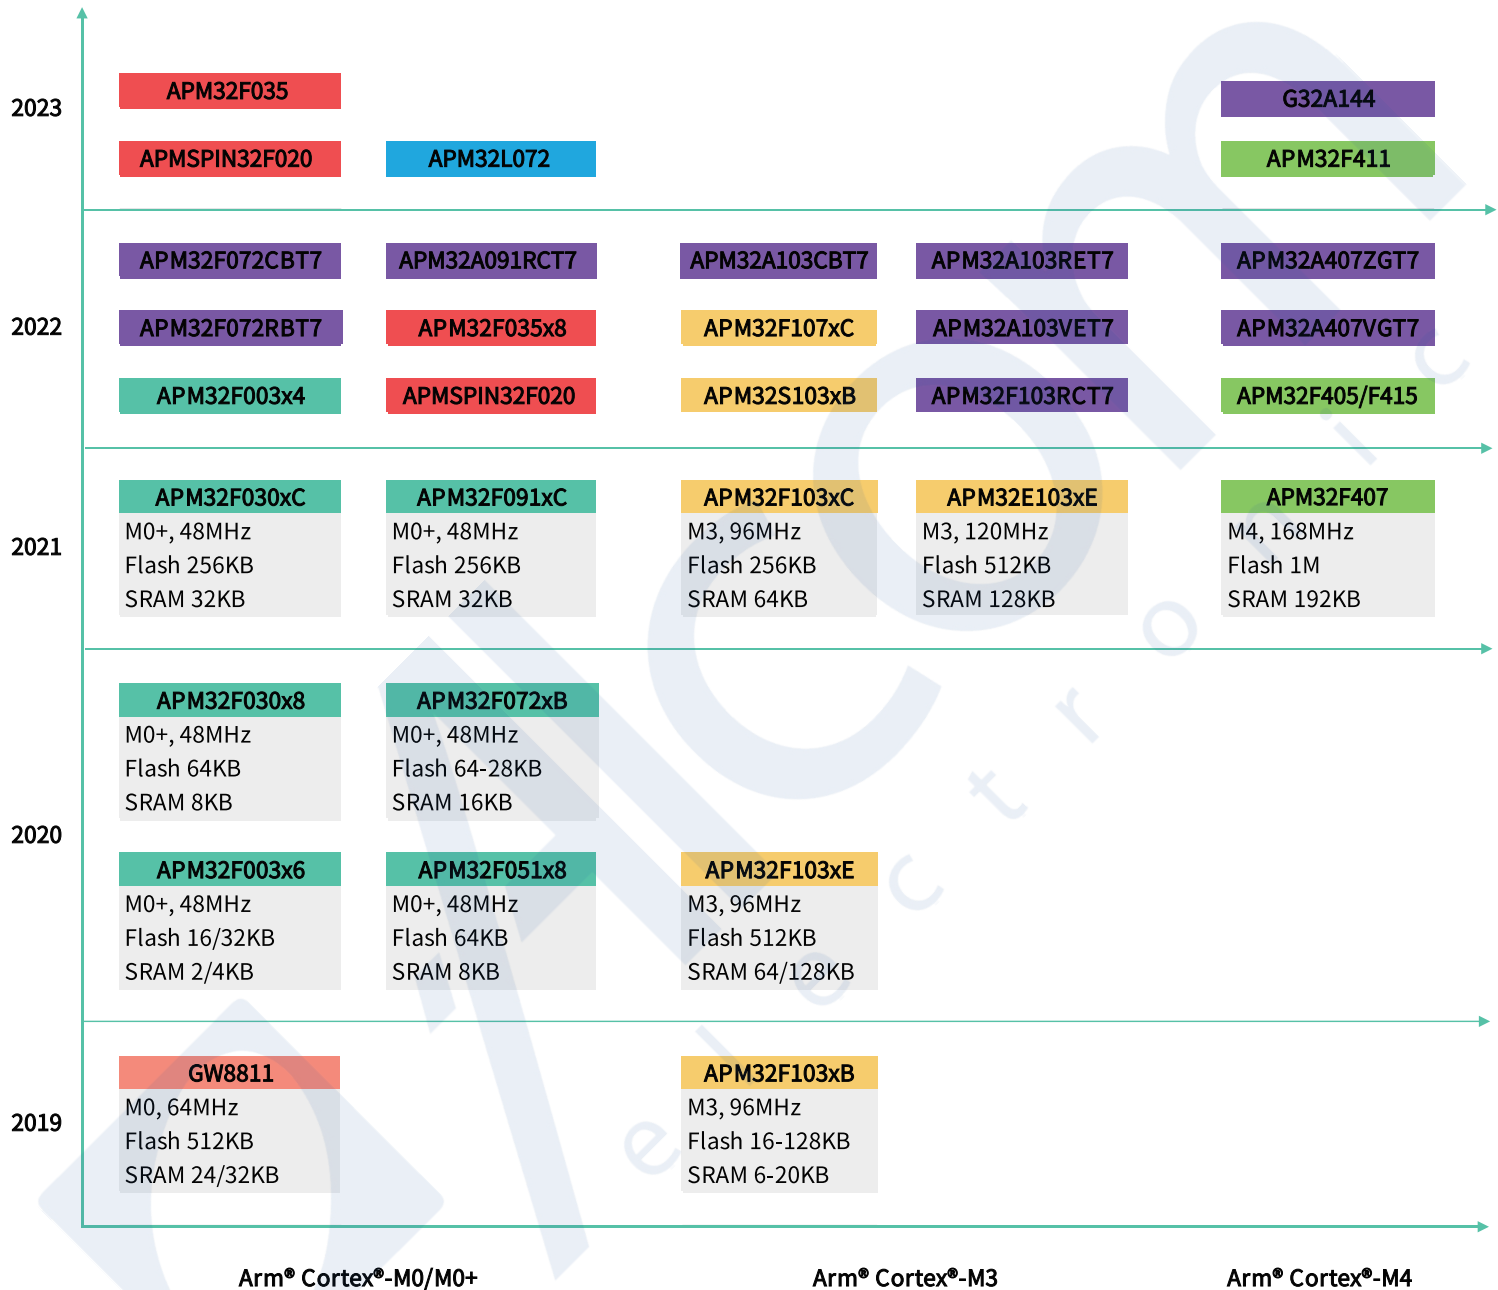 2023
APM32F035
G32A144
APMSPIN32F020
APM32L072
APM32F411
2022
APM32F072CBT7
APM32A091RCT7
APM32A103CBT7
APM32A103RET7
APM32A407ZGT7
APM32F072RBT7
APM32F035x8
APM32F107xC
APM32A103VET7
APM32A407VGT7
APM32F003x4
APMSPIN32F020
APM32S103xB
APM32F103RCT7
APM32F405/F415
2021
APM32F030xC
M0+, 48MHz
Flash 256KB
SRAM 32KB
APM32F091xC
M0+, 48MHz
Flash 256KB
SRAM 32KB
APM32F103xC
M3, 96MHz
Flash 256KB
SRAM 64KB
APM32E103xE
M3, 120MHz
Flash 512KB
SRAM 128KB
APM32F407
M4, 168MHz
Flash 1M
SRAM 192KB
2020
APM32F030x8
M0+, 48MHz
Flash 64KB
SRAM 8KB
APM32F072xB
M0+, 48MHz
Flash 64-28KB
SRAM 16KB
APM32F003x6
M0+, 48MHz
Flash 16/32KB
SRAM 2/4KB
APM32F051x8
M0+, 48MHz
Flash 64KB
SRAM 8KB
APM32F103xE
M3, 96MHz
Flash 512KB
SRAM 64/128KB
2019
GW8811
M0, 64MHz
Flash 512KB
SRAM 24/32KB
APM32F103xB
M3, 96MHz
Flash 16-128KB
SRAM 6-20KB
Arm® Cortex®-M0/M0+
Arm® Cortex®-M3
Arm® Cortex®-M4
Alcom
electronic